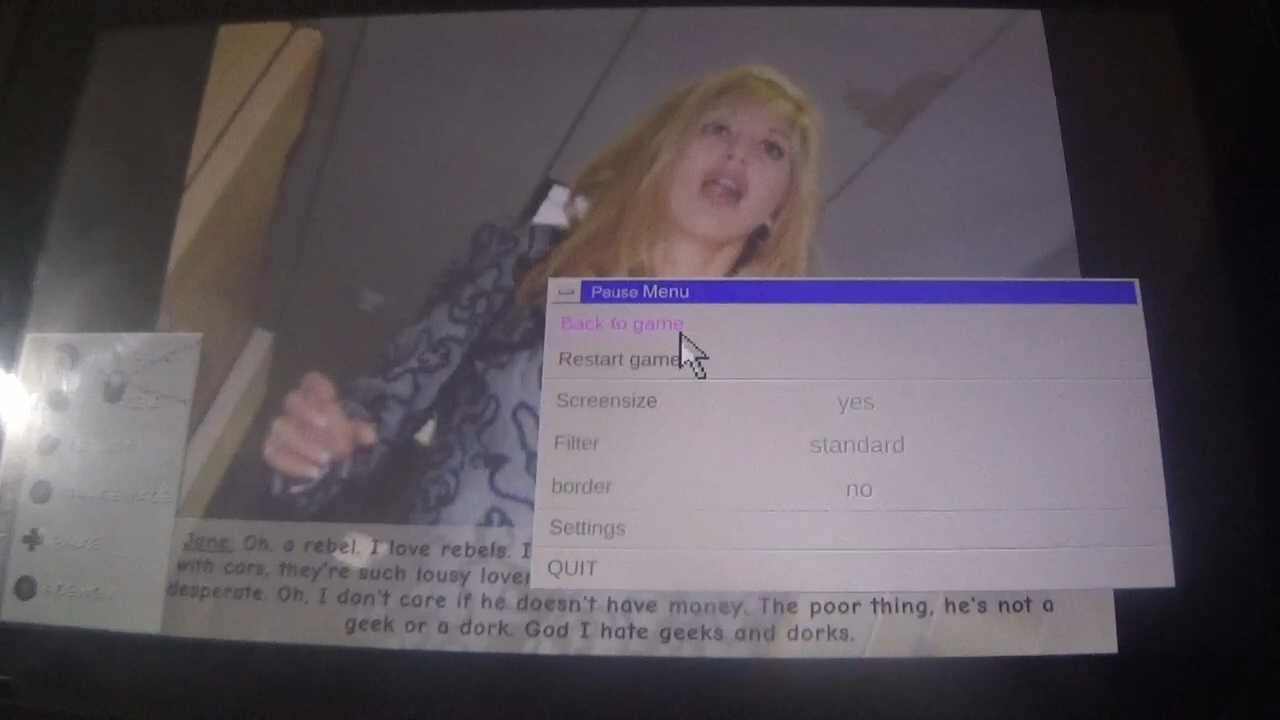 Pause Menu
Back to game
Restart game
Screensize yes
Filter standard
border no
Settings
QUIT
Jane: Oh, a rebel. I love rebels. I
with cars, they're such lousy lover
desperate. Oh, I don't care if he doesn't have money. The poor thing, he's not a
geek or a dork. God I hate geeks and dorks.